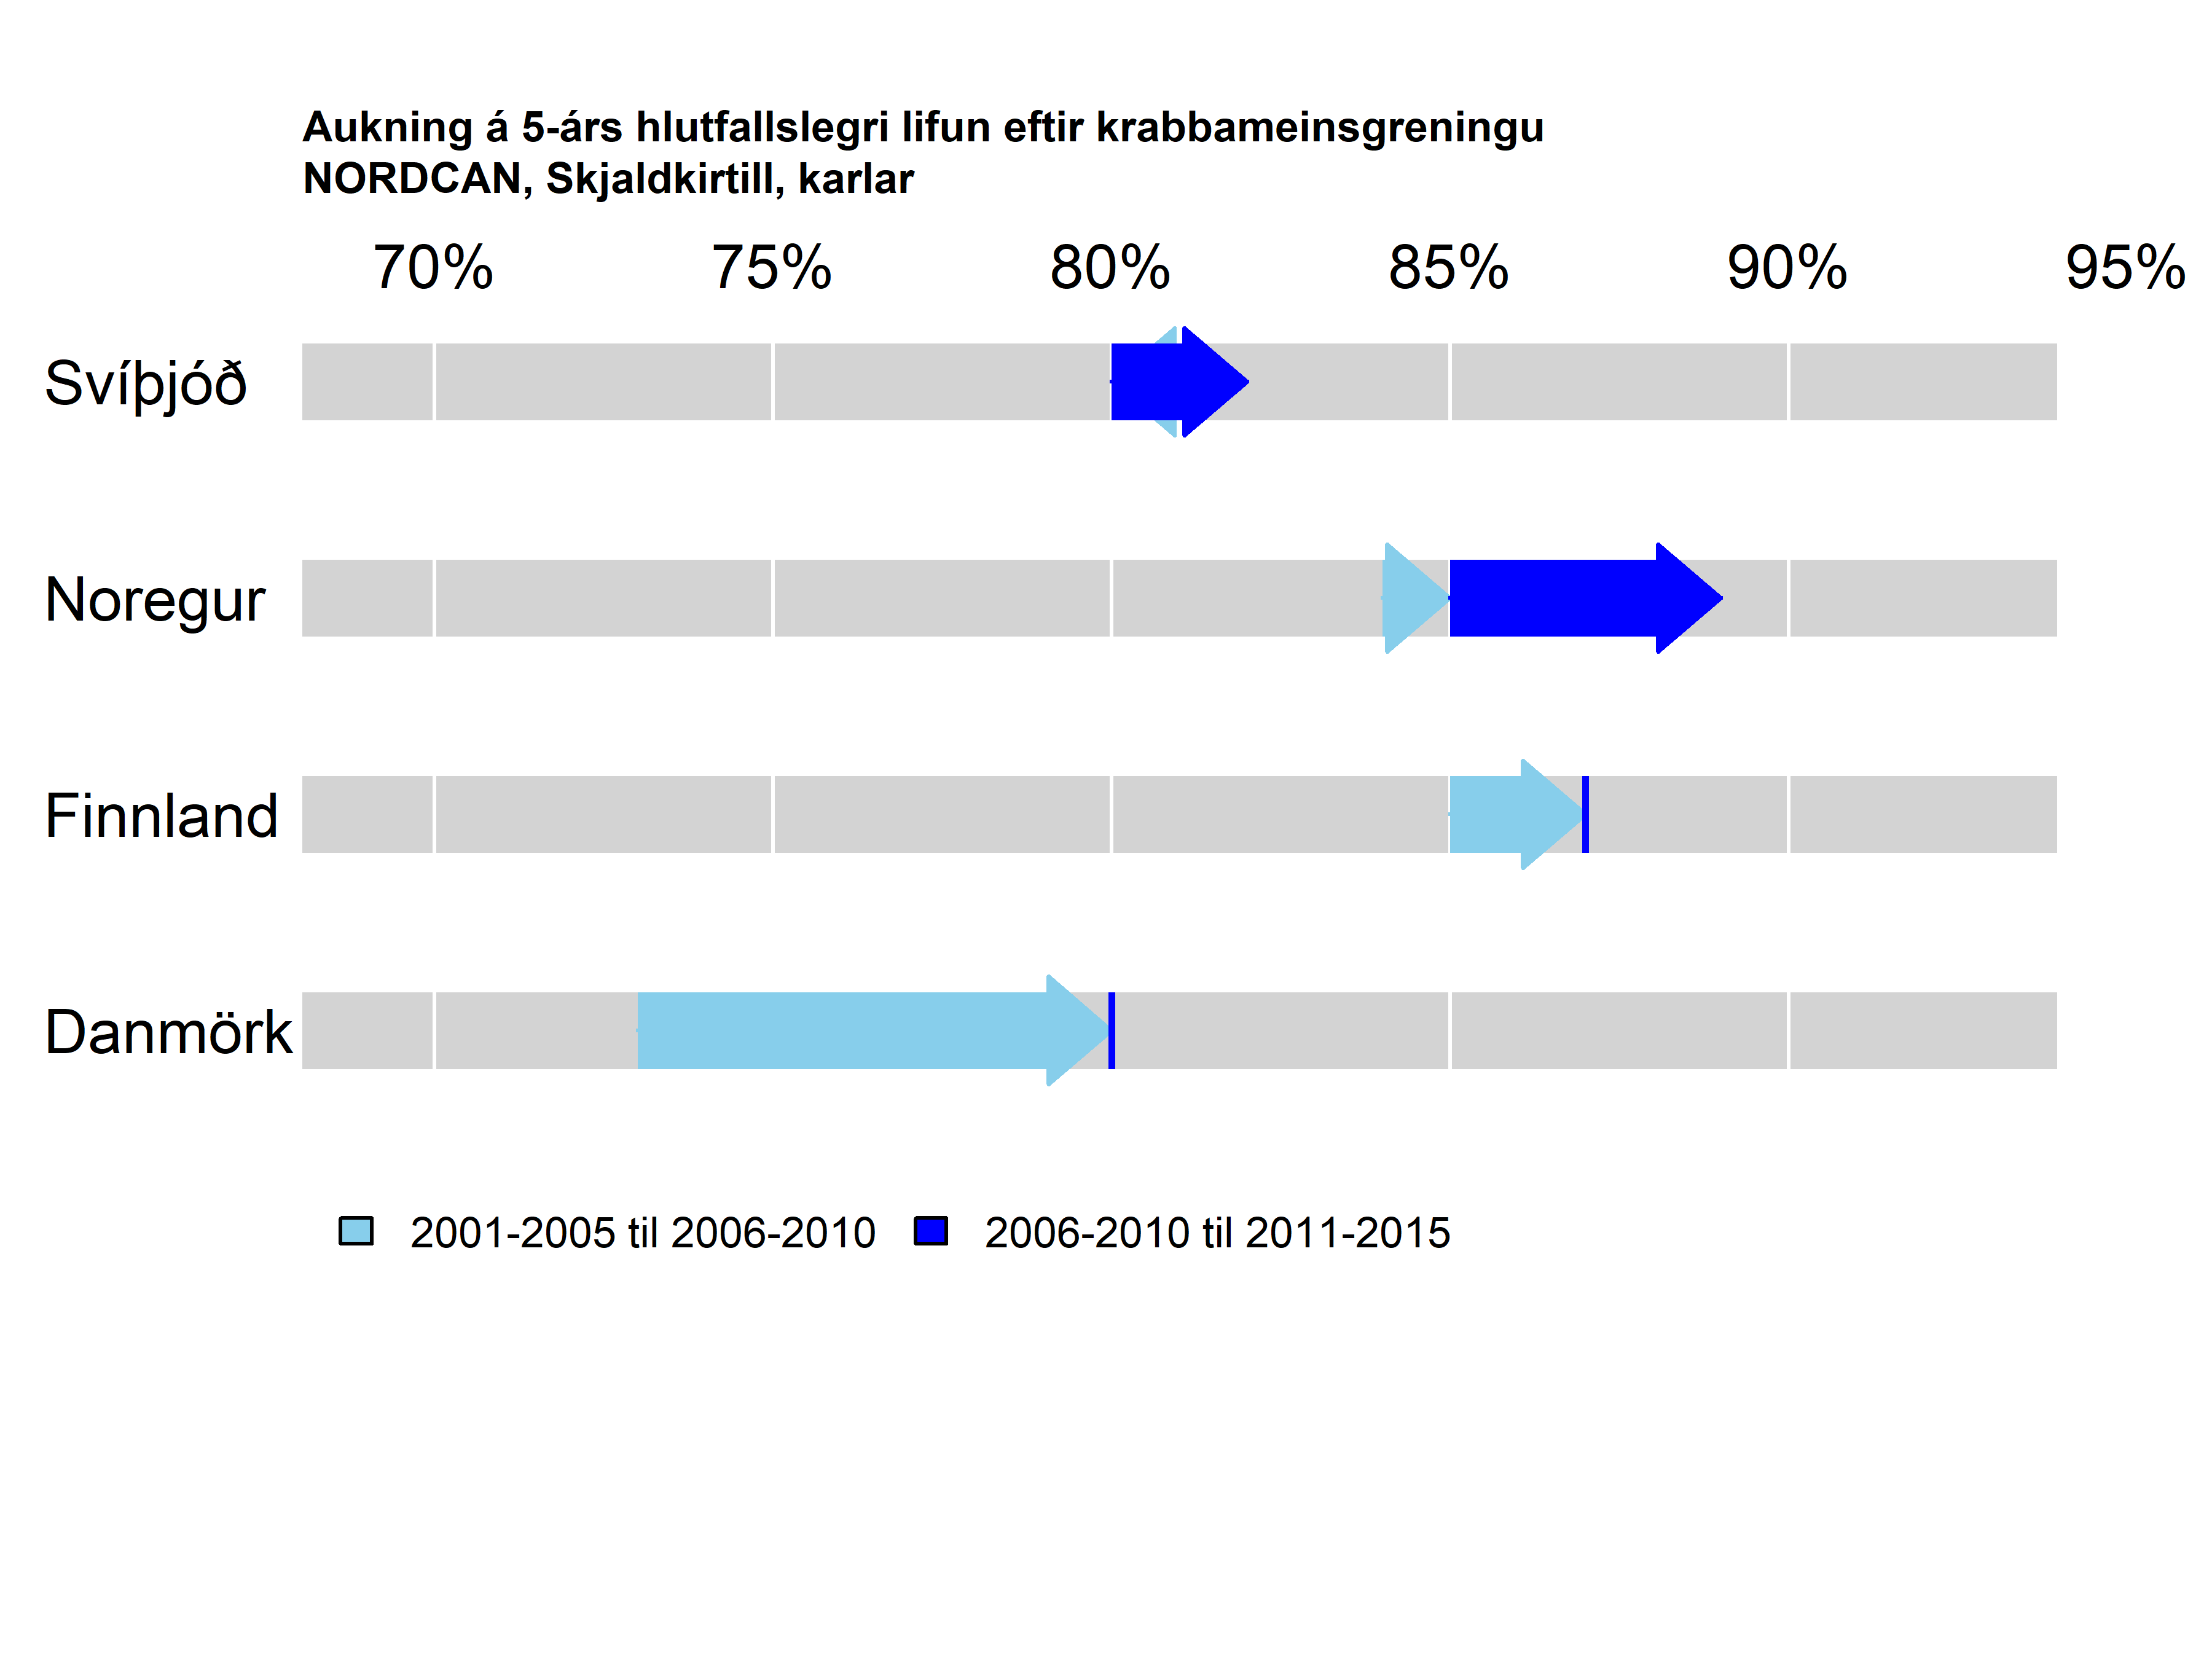 Aukning á 5-árs hlutfallslegri lifun eftir krabbameinsgreningu
NORDCAN, Skjaldkirtill, karlar
70% 75% 80% 85% 90% 95%
Svíþjóð
Noregur
Finnland
Danmörk
2001-2005 til 2006-2010 2006-2010 til 2011-2015